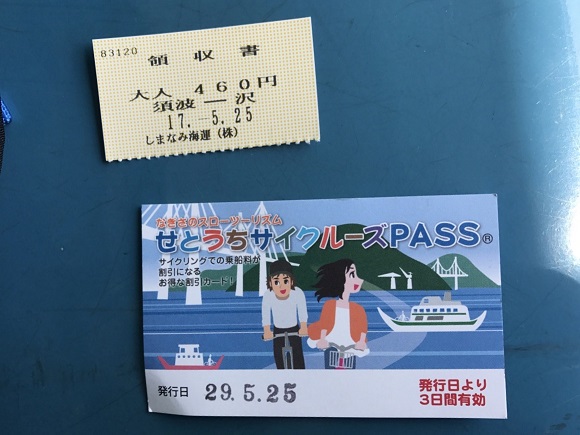 83120
領収書
大人 460円
須波 ― 沢
17.-5.25
しまなみ海運(株)
なぎさのスローツーリズム
せとうちサイクルーズPASS®
サイクリングでの乗船料が
割引になる
お得な割引カード!
発行日 29.5.25
発行日より
3日間有効